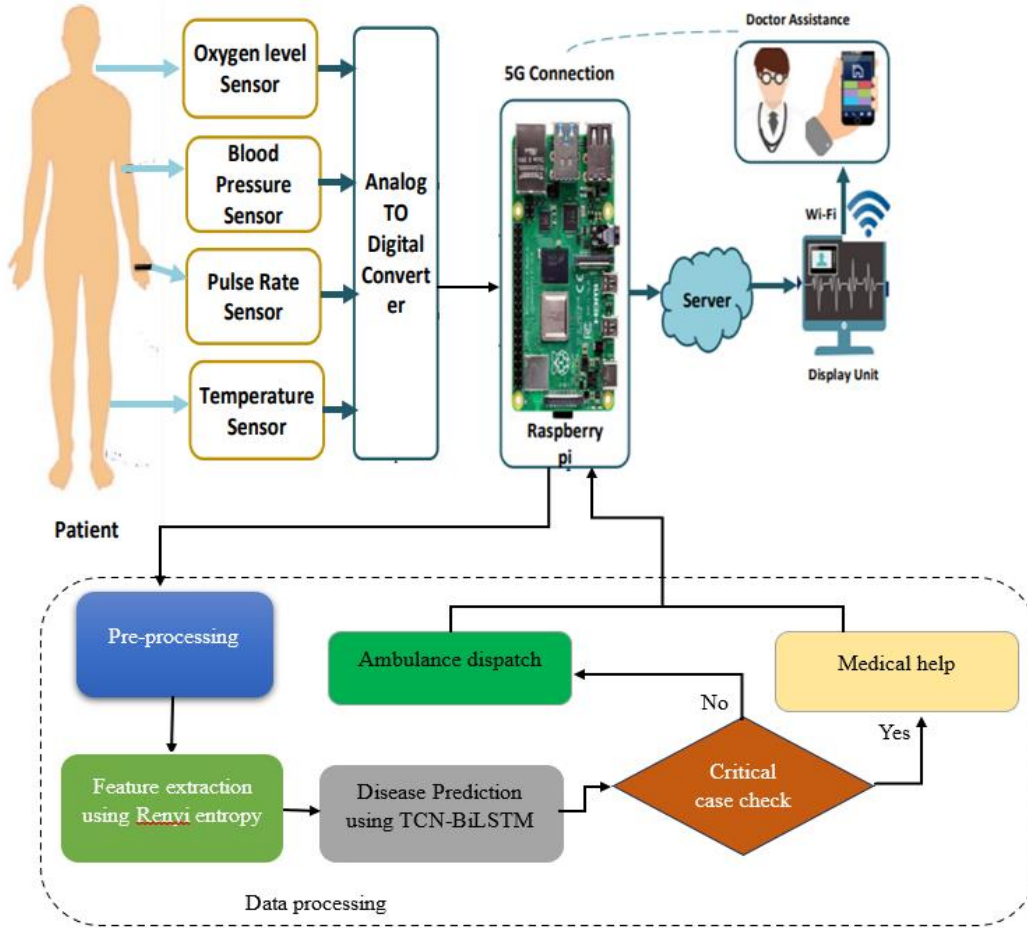 Doctor Assistance
5G Connection
Oxygen level
Sensor
Blood
Pressure
Sensor
Pulse Rate
Sensor
Temperature
Sensor
Analog
TO
Digital
Convert
er
HDMI
Raspberry
pi
Server
Wi-Fi
Display Unit
Patient
Pre-processing
Ambulance dispatch
Medical help
No
Yes
Feature extraction
using Renyi entropy
Disease Prediction
using TCN-BiLSTM
Critical
case check
Data processing